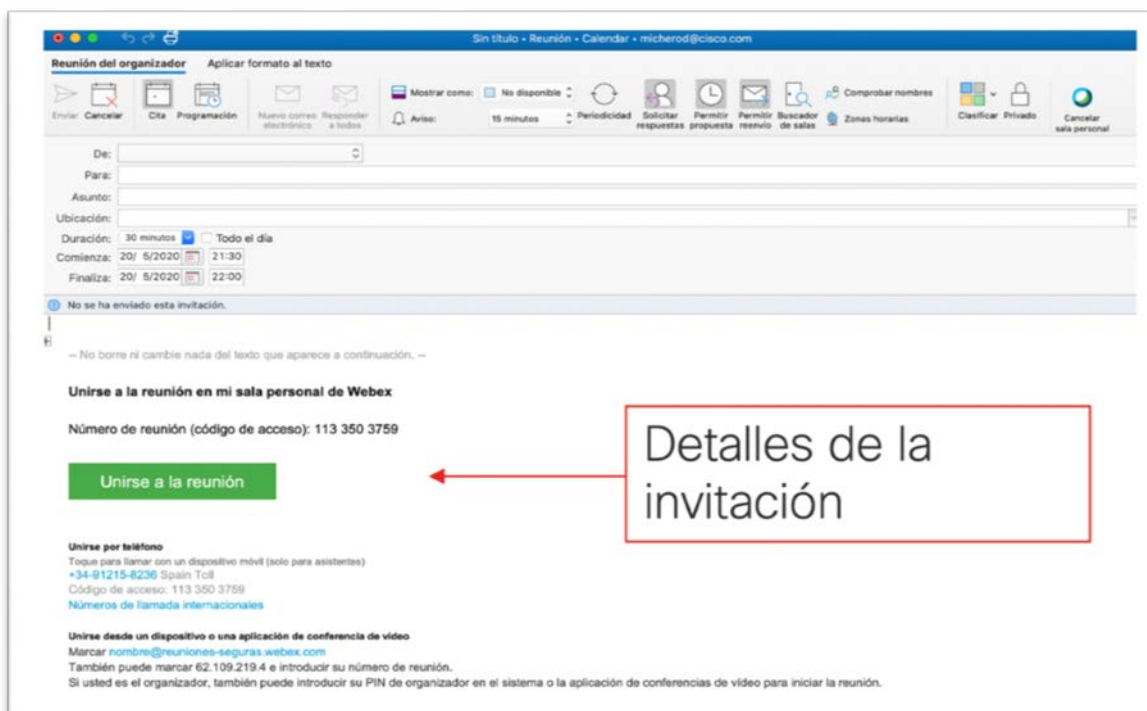 Sin título • Reunión • Calendar • micherod@cisco.com
Reunión del organizador Aplicar formato al texto
Enviar Cancelar Cita Programación Nuevo correo electrónico Responder a todos Mostrar como: No disponible Periodicidad Solicitar respuestas Permitir propuesta Permitir reenvío Buscador de salas Comprobar nombres Clasificar Privado Cancelar sala personal
Aviso: 15 minutos Zonas horarias
De:
Para:
Asunto:
Ubicación:
Duración: 30 minutos Todo el día
Comienza: 20/ 5/2020 21:30
Finaliza: 20/ 5/2020 22:00
No se ha enviado esta invitación.
-- No borre ni cambie nada del texto que aparece a continuación. --
Unirse a la reunión en mi sala personal de Webex
Número de reunión (código de acceso): 113 350 3759
Unirse a la reunión
Detalles de la
invitación
Unirse por teléfono
Toque para llamar con un dispositivo móvil (solo para asistentes)
+34-91215-8236 Spain Toll
Código de acceso: 113 350 3759
Números de llamada internacionales
Unirse desde un dispositivo o una aplicación de conferencia de vídeo
Marcar nombre@reuniones-seguras.webex.com
También puede marcar 62.109.219.4 e introducir su número de reunión.
Si usted es el organizador, también puede introducir su PIN de organizador en el sistema o la aplicación de conferencias de vídeo para iniciar la reunión.